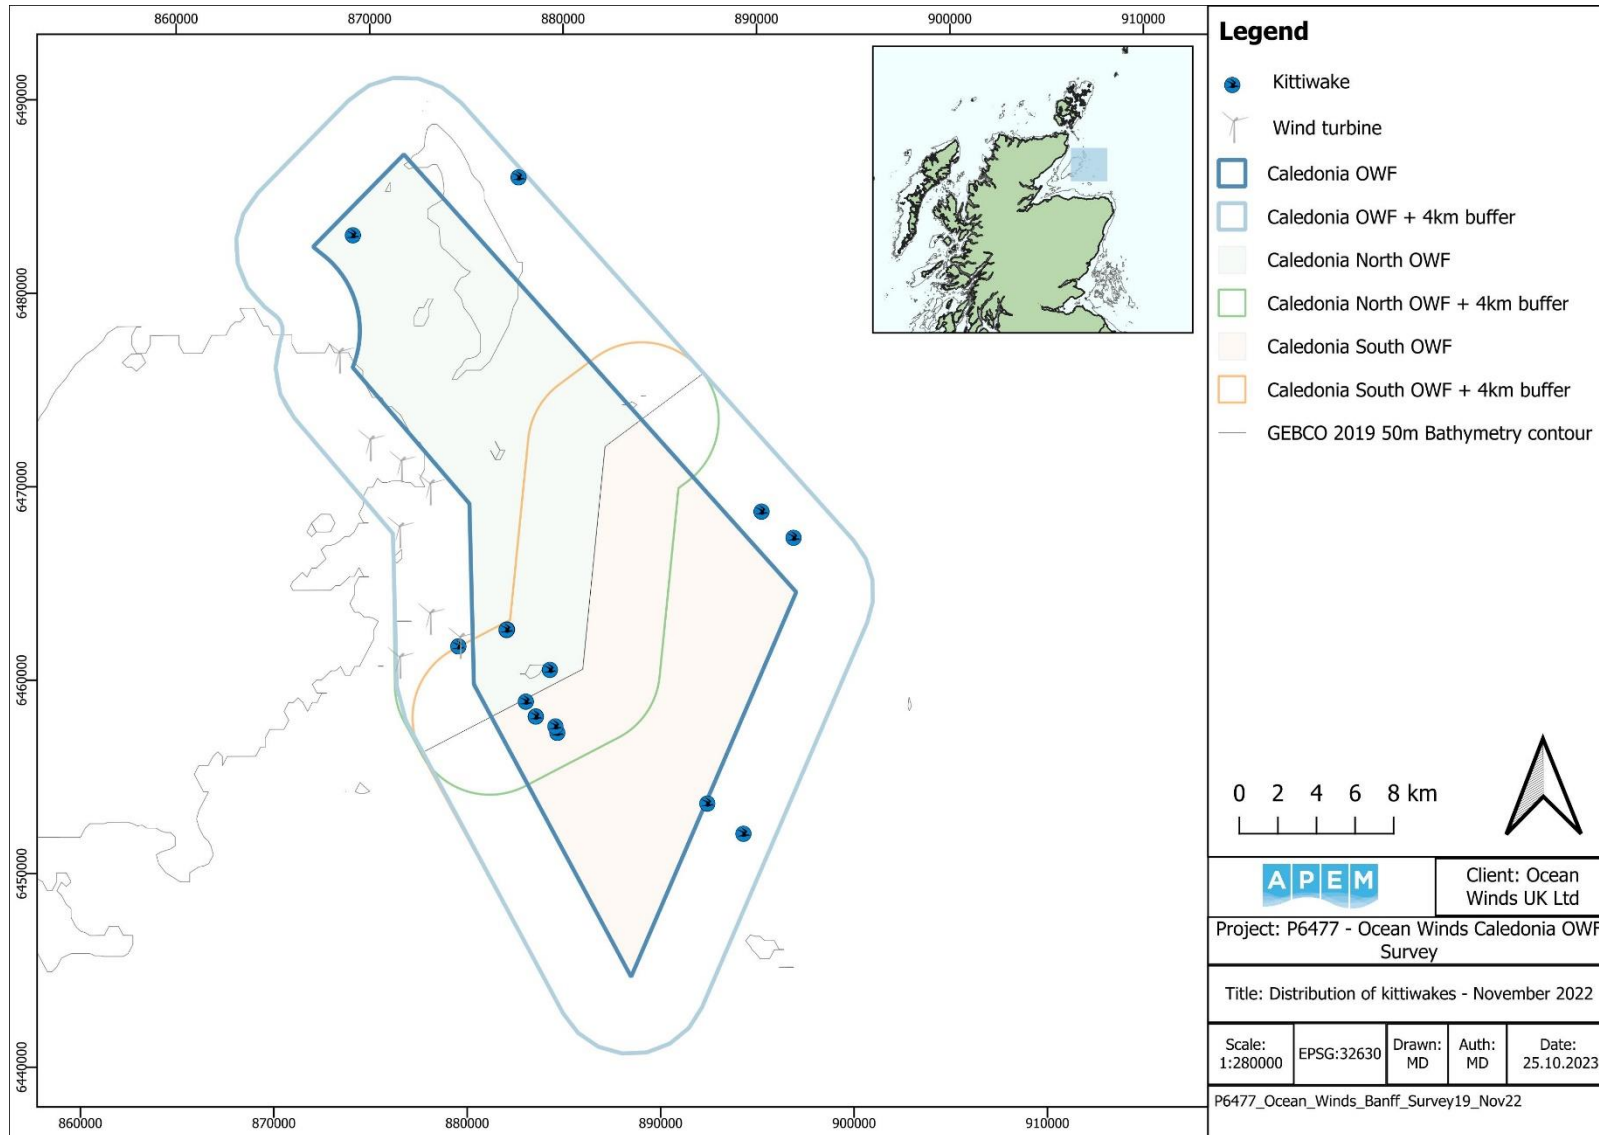 860000 870000 880000 890000 900000 910000
6490000
6480000
6470000
6460000
6450000
6440000
860000 870000 880000 890000 900000 910000
Legend
Kittiwake
Wind turbine
Caledonia OWF
Caledonia OWF + 4km buffer
Caledonia North OWF
Caledonia North OWF + 4km buffer
Caledonia South OWF
Caledonia South OWF + 4km buffer
GEBCO 2019 50m Bathymetry contour
0 2 4 6 8 km
APEM
Client: Ocean
Winds UK Ltd
Project: P6477 - Ocean Winds Caledonia OWF
Survey
Title: Distribution of kittiwakes - November 2022
Scale:
1:280000
EPSG:32630
Drawn:
MD
Auth:
MD
Date:
25.10.2023
P6477_Ocean_Winds_Banff_Survey19_Nov22